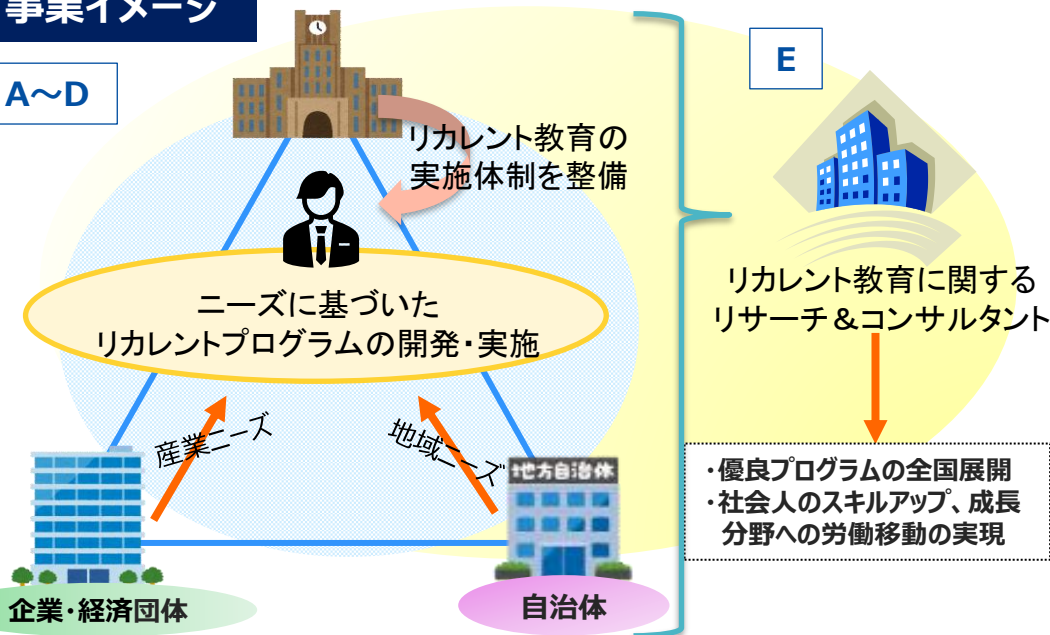 事業イメージ
A～D
リカレント教育の
実施体制を整備
ニーズに基づいた
リカレントプログラムの開発・実施
産業ニーズ
地域ニーズ
地方自治体
企業・経済団体
自治体
E
リカレント教育に関する
リサーチ＆コンサルタント
・優良プログラムの全国展開
・社会人のスキルアップ、成長
分野への労働移動の実現